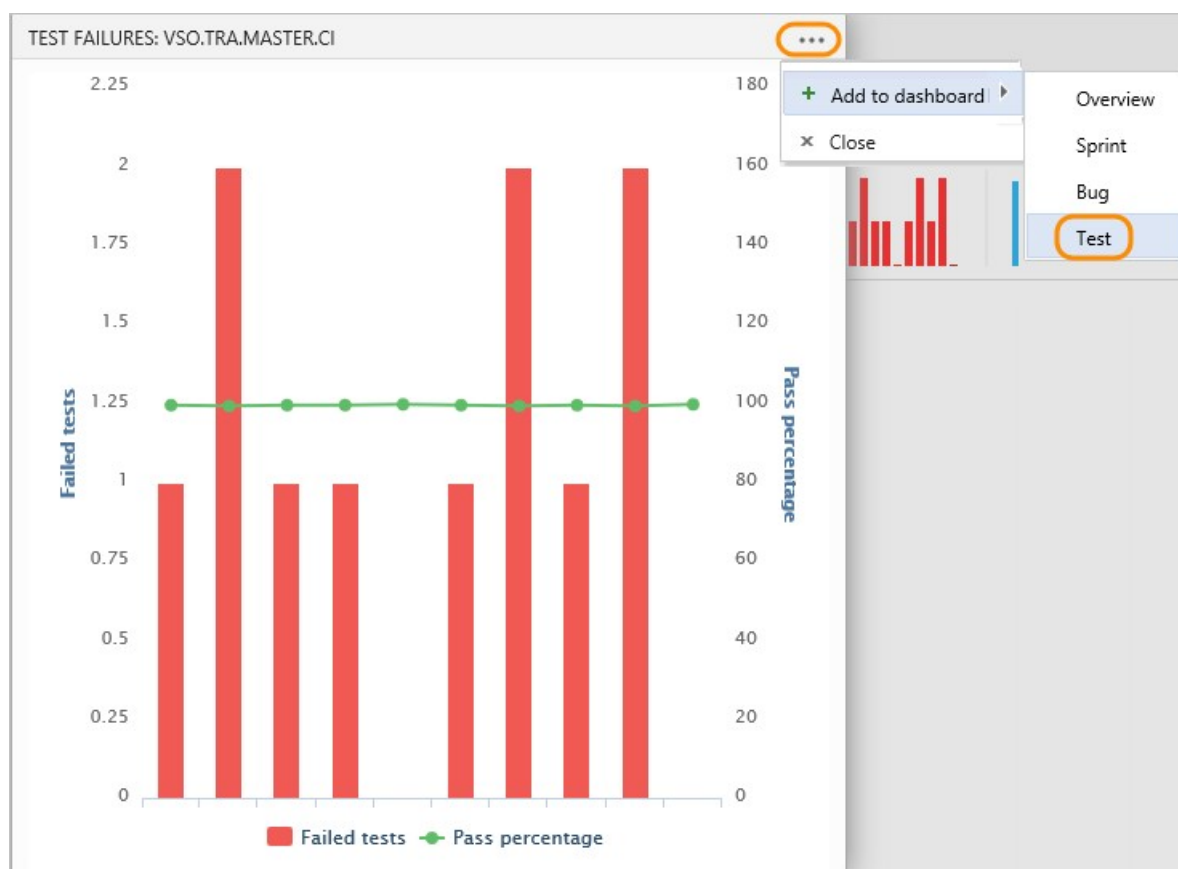 TEST FAILURES: VSO.TRA.MASTER.CI
...
+ Add to dashboard
× Close
Overview
Sprint
Bug
Test
2.25
2
1.75
1.5
1.25
1
0.75
0.5
0.25
0
Failed tests
180
160
140
120
100
80
60
40
20
0
Pass percentage
Failed tests Pass percentage